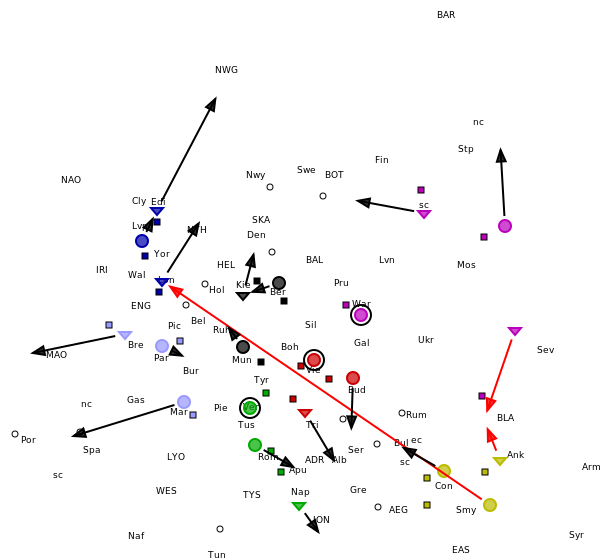 BAR
NWG
nc
Stp
Fin
Swe
BOT
Nwy
NAO
Cly
Edi
sc
SKA
Den
NTH
Lvp
Yor
BAL
Lvn
Mos
HEL
IRI
Wal
Lon
Kie
Ber
Pru
Hol
War
ENG
Bel
Pic
Ruh
Sil
Gal
Ukr
Sev
Bre
Boh
MAO
Par
Mun
Vie
Bur
Tyr
Bud
Gas
nc
Mar
Pie
Ven
Rum
BLA
Por
Spa
Tus
Tri
Bul
ec
Ser
LYO
Rom
ADR
Alb
sc
Ank
Arm
sc
Apu
Con
WES
TYS
Nap
Gre
AEG
Smy
ION
Naf
Syr
Tun
EAS